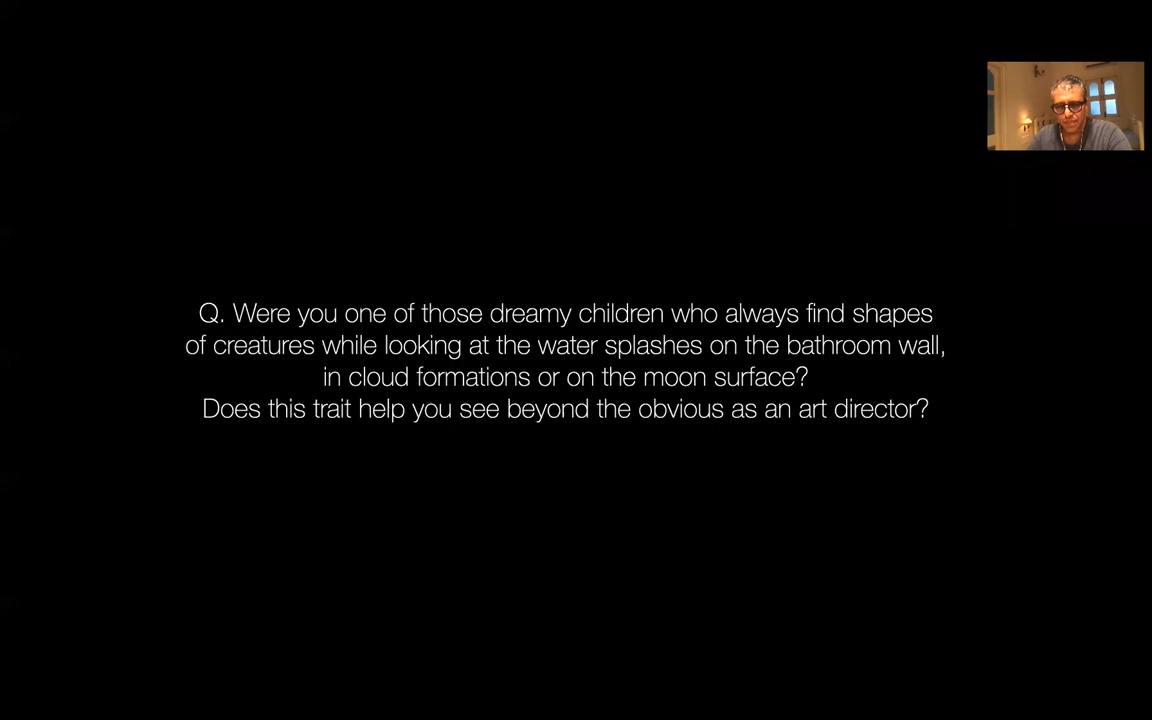 Q. Were you one of those dreamy children who always find shapes
of creatures while looking at the water splashes on the bathroom wall,
in cloud formations or on the moon surface?
Does this trait help you see beyond the obvious as an art director?